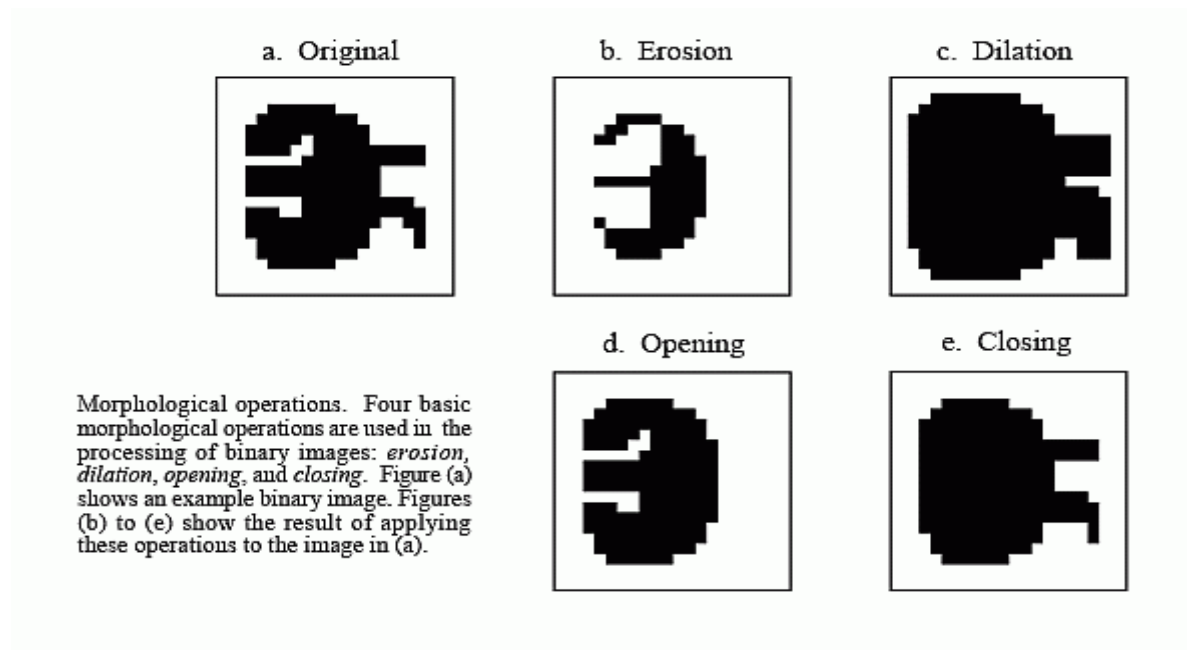 a. Original
b. Erosion
c. Dilation
d. Opening
e. Closing
Morphological operations. Four basic
morphological operations are used in the
processing of binary images: erosion,
dilation, opening, and closing. Figure (a)
shows an example binary image. Figures
(b) to (e) show the result of applying
these operations to the image in (a).